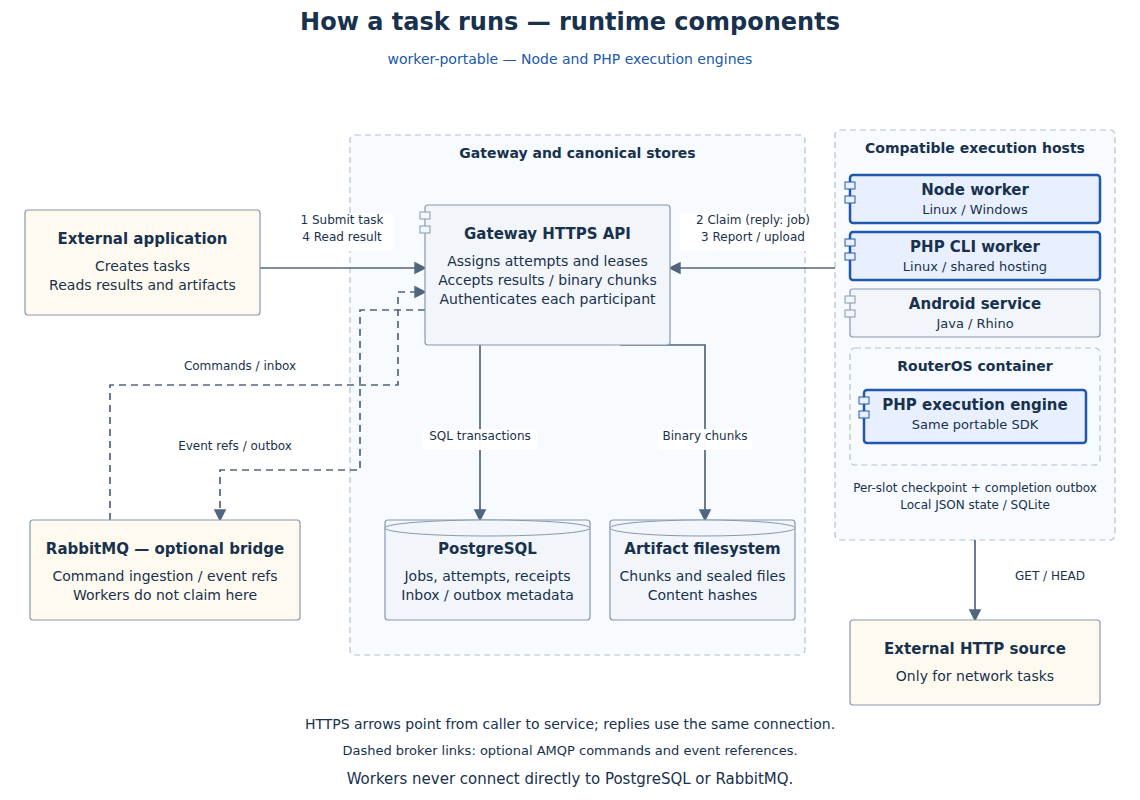 How a task runs — runtime components
worker-portable — Node and PHP execution engines
Gateway and canonical stores
Compatible execution hosts
External application
Creates tasks
Reads results and artifacts
1 Submit task
4 Read result
Gateway HTTPS API
Assigns attempts and leases
Accepts results / binary chunks
Authenticates each participant
2 Claim (reply: job)
3 Report / upload
Node worker
Linux / Windows
PHP CLI worker
Linux / shared hosting
Android service
Java / Rhino
RouterOS container
PHP execution engine
Same portable SDK
Per-slot checkpoint + completion outbox
Local JSON state / SQLite
Commands / inbox
Event refs / outbox
SQL transactions
Binary chunks
RabbitMQ — optional bridge
Command ingestion / event refs
Workers do not claim here
PostgreSQL
Jobs, attempts, receipts
Inbox / outbox metadata
Artifact filesystem
Chunks and sealed files
Content hashes
GET / HEAD
External HTTP source
Only for network tasks
HTTPS arrows point from caller to service; replies use the same connection.
Dashed broker links: optional AMQP commands and event references.
Workers never connect directly to PostgreSQL or RabbitMQ.